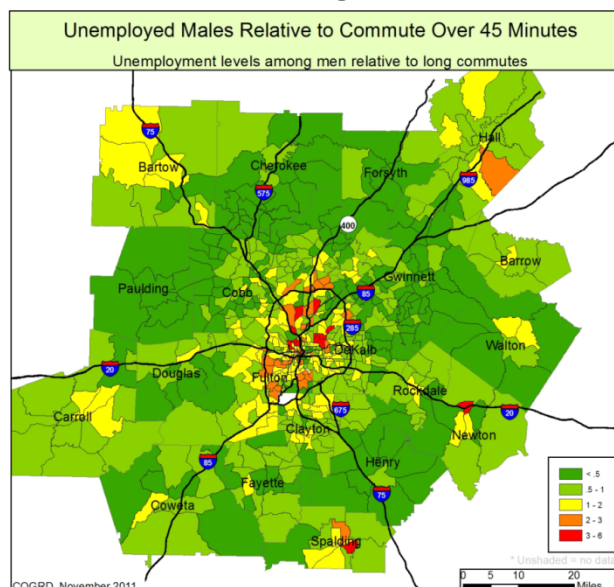 Unemployed Males Relative to Commute Over 45 Minutes
Unemployment levels among men relative to long commutes
Hall
75
Bartow
Cherokee
Forsyth
985
575
400
Barrow
Gwinnett
Paulding
Cobb
85
285
Walton
DeKalb
20
Douglas
Fulton
Rockdale
Carroll
675
20
Clayton
Newton
85
Henry
Fayette
75
Coweta
Spalding
< .5
.5 - 1
1 - 2
2 - 3
3 - 6
* Unshaded = no data
0 10 20
Miles
COGRD, November 2011